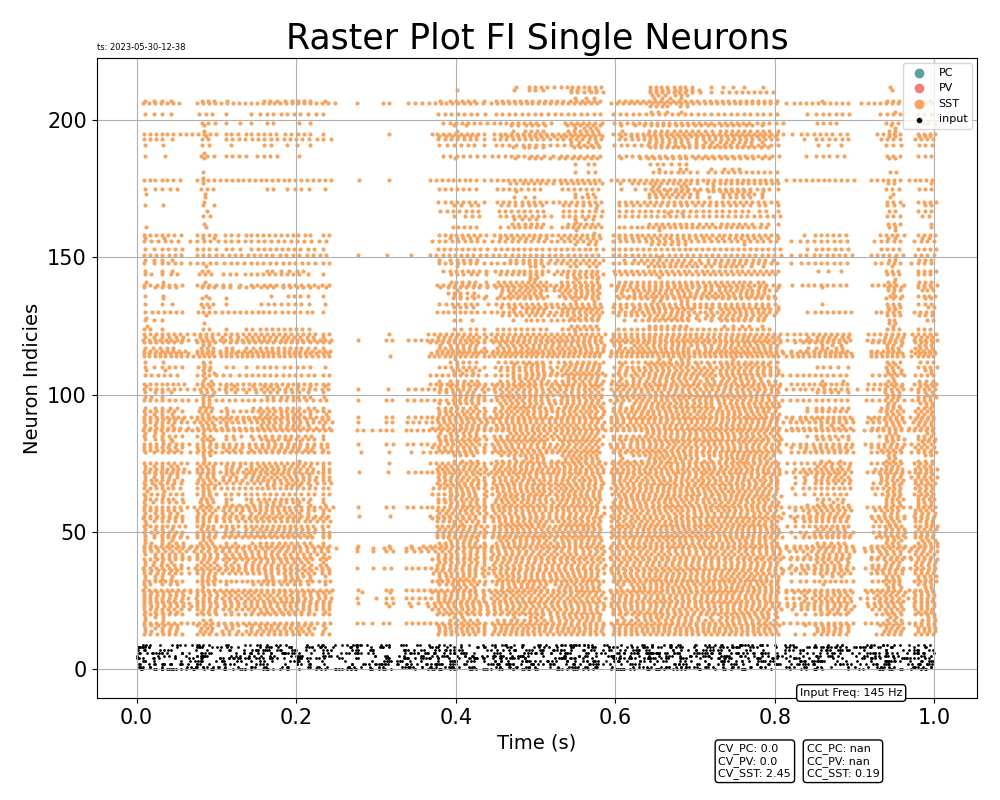 Raster Plot FI Single Neurons
ts: 2023-05-30-12-38
PC
PV
SST
input
200
150
100
50
0
Neuron Indicies
0.0 0.2 0.4 0.6 0.8 1.0
Time (s)
Input Freq: 145 Hz
CV_PC: 0.0
CV_PV: 0.0
CV_SST: 2.45
CC_PC: nan
CC_PV: nan
CC_SST: 0.19